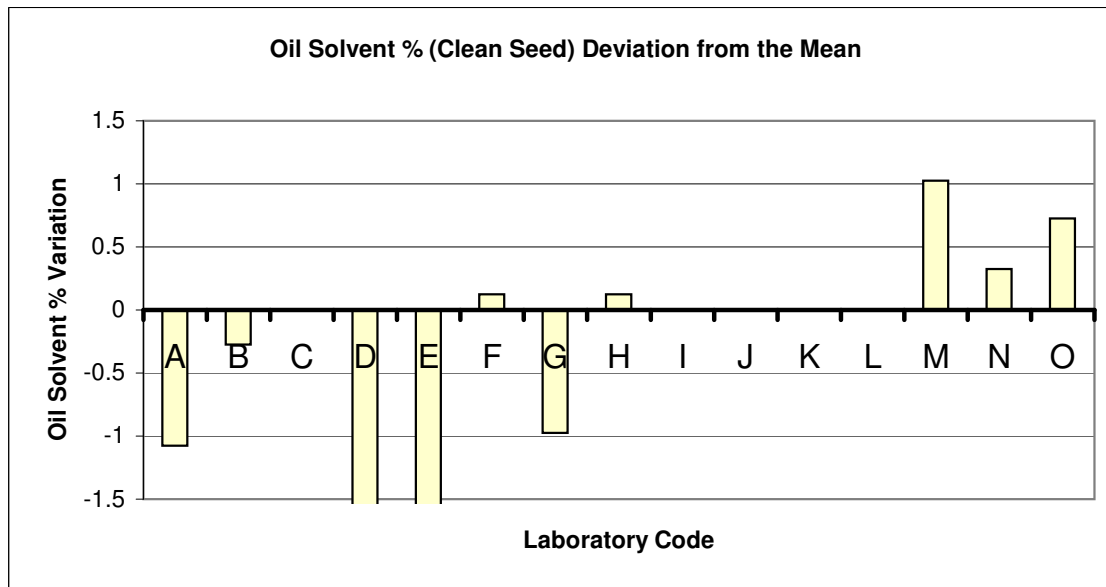 Oil Solvent % (Clean Seed) Deviation from the Mean
Oil Solvent % Variation
1.5
1
0.5
0
-0.5
-1
-1.5
A B C D E F G H I J K L M N O
Laboratory Code